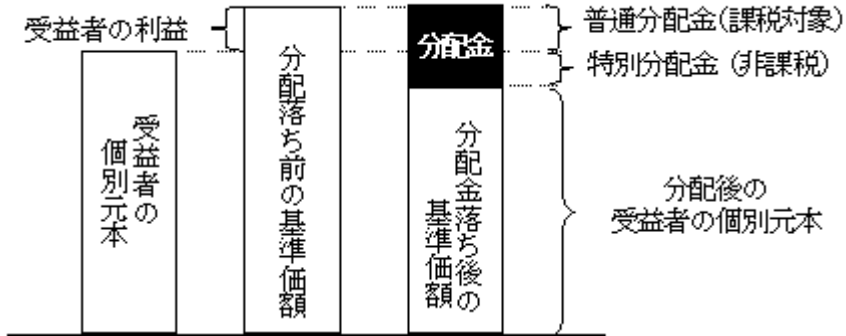 受益者の利益
受益者の
個別元本
分配落ち前の基準価額
分配金
分配金落ち後の
基準価額
普通分配金(課税対象)
特別分配金(非課税)
分配後の
受益者の個別元本